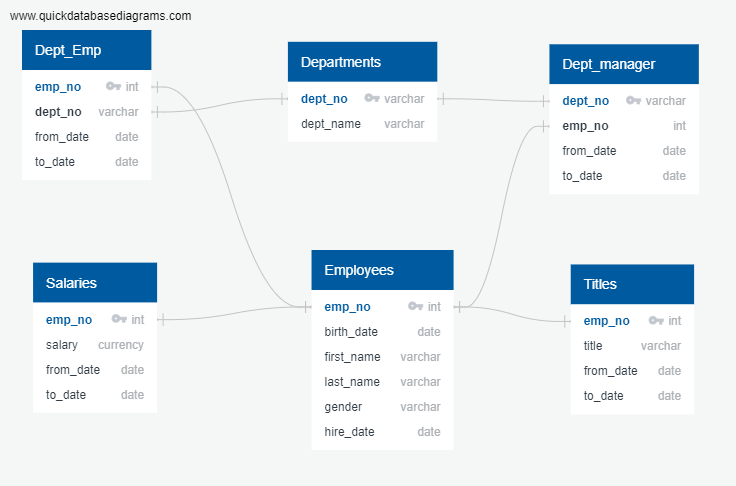 www.quickdatabasediagrams.com
Dept_Emp
emp_no int
dept_no varchar
from_date date
to_date date
Departments
dept_no varchar
dept_name varchar
Dept_manager
dept_no varchar
emp_no int
from_date date
to_date date
Salaries
emp_no int
salary currency
from_date date
to_date date
Employees
emp_no int
birth_date date
first_name varchar
last_name varchar
gender varchar
hire_date date
Titles
emp_no int
title varchar
from_date date
to_date date